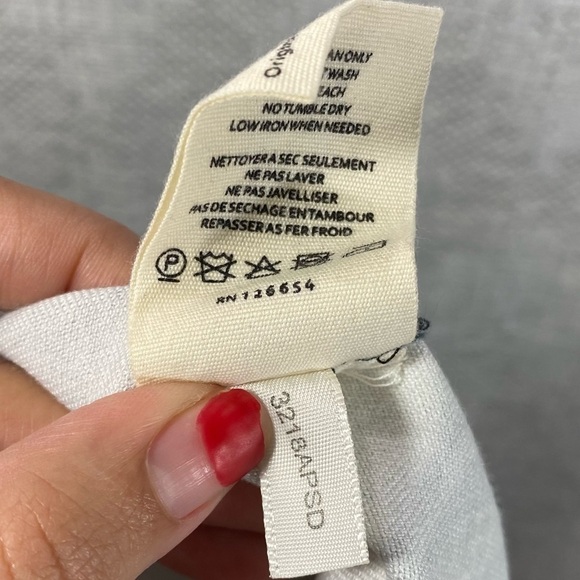 Orig
AN ONLY
T WASH
EACH
NO TUMBLE DRY
LOW IRON WHEN NEEDED
NETTOYER A SEC SEULEMENT
NE PAS LAVER
NE PAS JAVELLISER
PAS DE SECHAGE EN TAMBOUR
REPASSER AS FER FROID
P
RN 126654
3218APSD